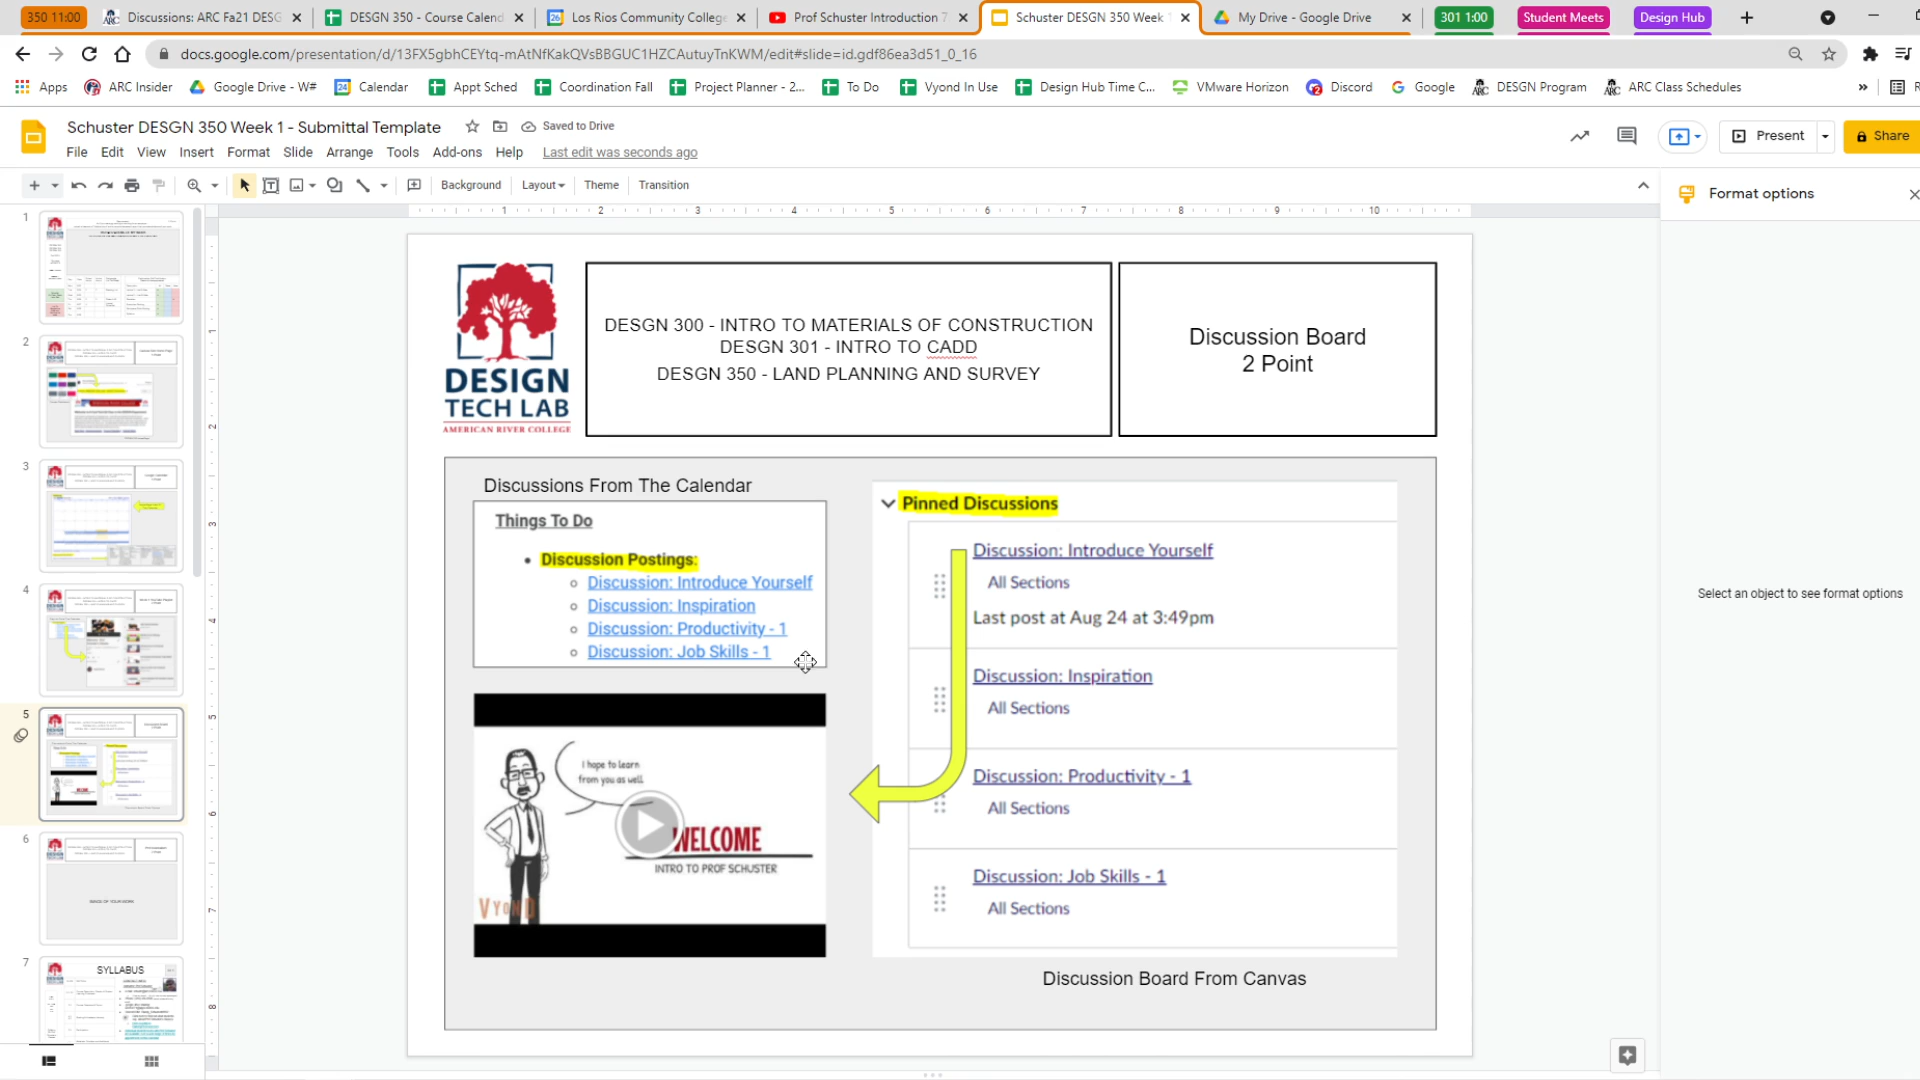 350 11:00
Discussions: ARC Fa21 DESG
DESGN 350 - Course Calend
Los Rios Community College
Prof Schuster Introduction 7
Schuster DESGN 350 Week
My Drive - Google Drive
301 1:00
Student Meets
Design Hub
docs.google.com/presentation/d/13FX5gbhCEYtq-mAtNfKakQVsBBGUC1HZCAutuyTnKWM/edit#slide=id.gdf86ea3d51_0_16
Apps
ARC Insider
Google Drive - W#
Calendar
Appt Sched
Coordination Fall
Project Planner - 2...
To Do
Vyond In Use
Design Hub Time C...
VMware Horizon
Discord
Google
DESGN Program
ARC Class Schedules
Schuster DESGN 350 Week 1 - Submittal Template
Saved to Drive
File Edit View Insert Format Slide Arrange Tools Add-ons Help
Last edit was seconds ago
Present
Share
Background
Layout
Theme
Transition
Format options
Select an object to see format options
DESIGN
TECH LAB
AMERICAN RIVER COLLEGE
DESGN 300 - INTRO TO MATERIALS OF CONSTRUCTION
DESGN 301 - INTRO TO CADD
DESGN 350 - LAND PLANNING AND SURVEY
Discussion Board
2 Point
Discussions From The Calendar
Things To Do
Discussion Postings:
Discussion: Introduce Yourself
Discussion: Inspiration
Discussion: Productivity - 1
Discussion: Job Skills - 1
I hope to learn
from you as well.
WELCOME
INTRO TO PROF SCHUSTER
VYOND
Pinned Discussions
Discussion: Introduce Yourself
All Sections
Last post at Aug 24 at 3:49pm
Discussion: Inspiration
All Sections
Discussion: Productivity - 1
All Sections
Discussion: Job Skills - 1
All Sections
Discussion Board From Canvas
1
2
3
4
5
6
7
SYLLABUS